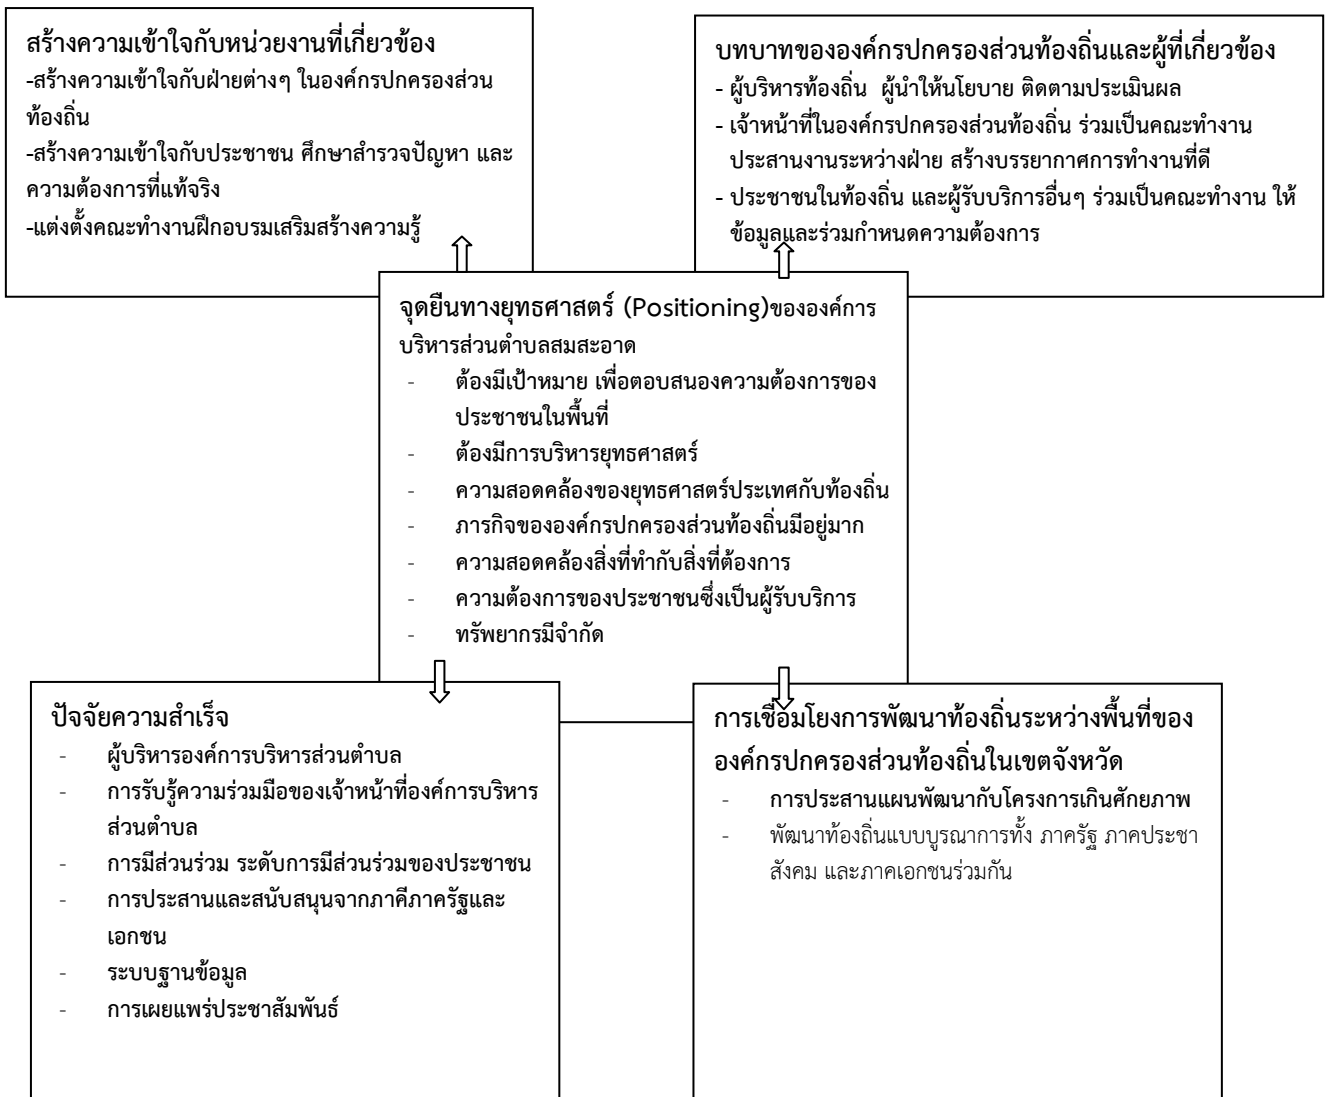 สร้างความเข้าใจกับหน่วยงานที่เกี่ยวข้อง
-สร้างความเข้าใจกับฝ่ายต่างๆ ในองค์กรปกครองส่วน
ท้องถิ่น
-สร้างความเข้าใจกับประชาชน ศึกษาสำรวจปัญหา และ
ความต้องการที่แท้จริง
-แต่งตั้งคณะทำงานฝึกอบรมเสริมสร้างความรู้
บทบาทขององค์กรปกครองส่วนท้องถิ่นและผู้ที่เกี่ยวข้อง
- ผู้บริหารท้องถิ่น ผู้นำให้นโยบาย ติดตามประเมินผล
- เจ้าหน้าที่ในองค์กรปกครองส่วนท้องถิ่น ร่วมเป็นคณะทำงาน
ประสานงานระหว่างฝ่าย สร้างบรรยากาศการทำงานที่ดี
- ประชาชนในท้องถิ่น และผู้รับบริการอื่นๆ ร่วมเป็นคณะทำงาน ให้
ข้อมูลและร่วมกำหนดความต้องการ
จุดยืนทางยุทธศาสตร์ (Positioning)ขององค์การ
บริหารส่วนตำบลสมสะอาด
- ต้องมีเป้าหมาย เพื่อตอบสนองความต้องการของ
ประชาชนในพื้นที่
- ต้องมีการบริหารยุทธศาสตร์
- ความสอดคล้องของยุทธศาสตร์ประเทศกับท้องถิ่น
- ภารกิจขององค์กรปกครองส่วนท้องถิ่นมีอยู่มาก
- ความสอดคล้องสิ่งที่ทำกับสิ่งที่ต้องการ
- ความต้องการของประชาชนซึ่งเป็นผู้รับบริการ
- ทรัพยากรมีจำกัด
ปัจจัยความสำเร็จ
- ผู้บริหารองค์การบริหารส่วนตำบล
- การรับรู้ความร่วมมือของเจ้าหน้าที่องค์การบริหาร
ส่วนตำบล
- การมีส่วนร่วม ระดับการมีส่วนร่วมของประชาชน
- การประสานและสนับสนุนจากภาคีภาครัฐและ
เอกชน
- ระบบฐานข้อมูล
- การเผยแพร่ประชาสัมพันธ์
การเชื่อมโยงการพัฒนาท้องถิ่นระหว่างพื้นที่ของ
องค์กรปกครองส่วนท้องถิ่นในเขตจังหวัด
- การประสานแผนพัฒนากับโครงการเกินศักยภาพ
- พัฒนาท้องถิ่นแบบบูรณาการทั้ง ภาครัฐ ภาคประชา
สังคม และภาคเอกชนร่วมกัน